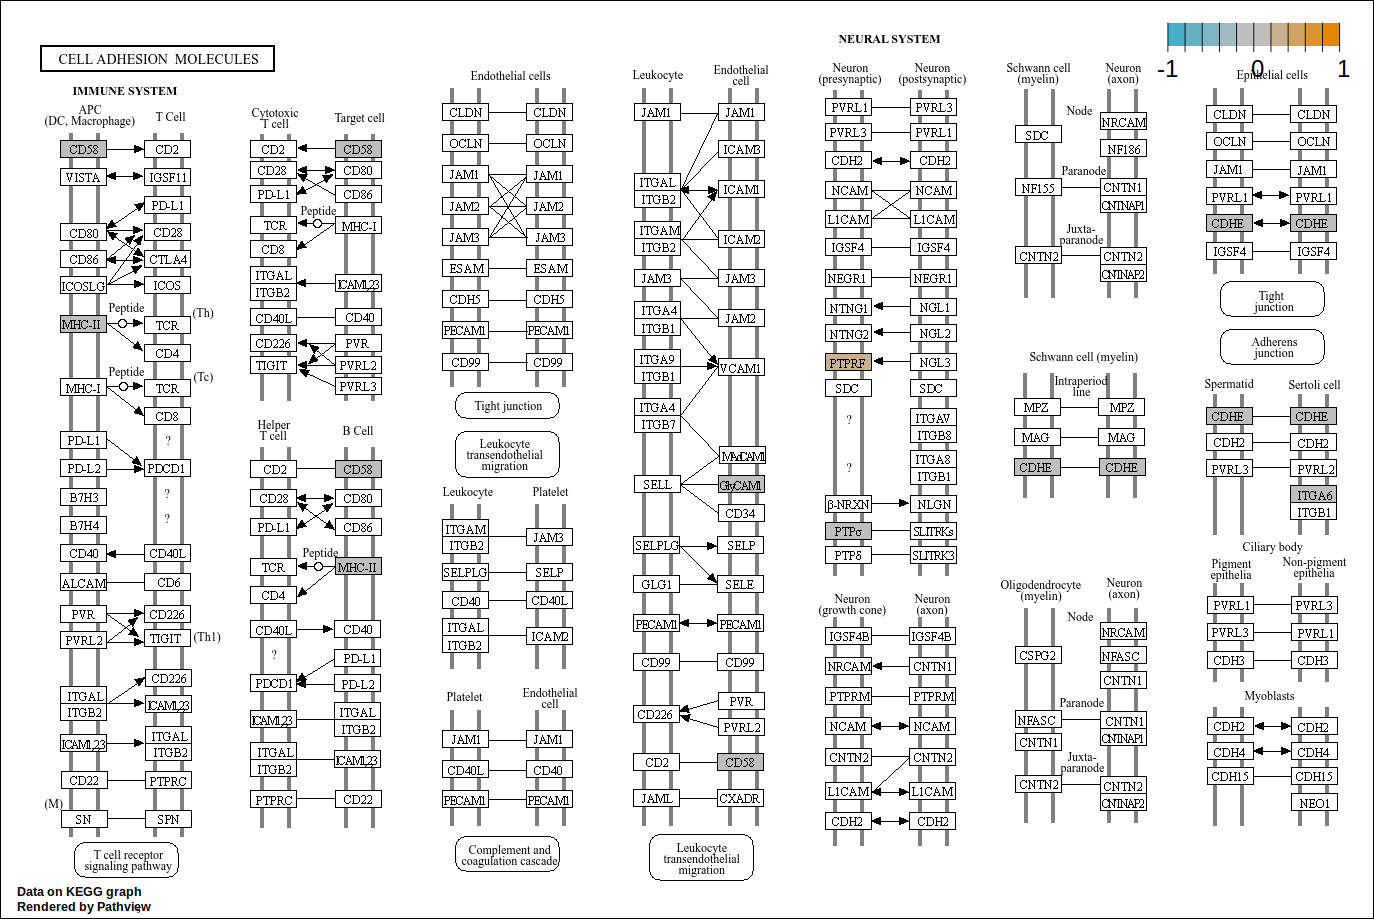 CELL ADHESION MOLECULES
IMMUNE SYSTEM
APC
(DC, Macrophage)
T Cell
CD58
CD2
VISTA
IGSF11
PD-L1
CD80
CD28
CD86
CTLA4
ICOSLG
ICOS
Peptide
(Th)
MHC-II
TCR
CD4
Peptide
(Tc)
MHC-I
TCR
CD8
PD-L1
?
PD-L2
PDCD1
B7H3
?
B7H4
?
CD40
CD40L
ALCAM
CD6
PVR
CD226
PVRL2
TIGIT
(Th1)
CD226
ITGAL
ITGB2
ICAM1,2,3
ICAM1,2,3
ITGAL
ITGB2
CD22
PTPRC
(M)
SN
SPN
T cell receptor
signaling pathway
Data on KEGG graph
Rendered by Pathview
Cytotoxic
T cell
Target cell
CD2
CD58
CD28
CD80
PD-L1
CD86
Peptide
TCR
MHC-I
CD8
ITGAL
ITGB2
ICAM1,2,3
CD40L
CD40
CD226
PVR
TIGIT
PVRL2
PVRL3
Helper
T cell
B Cell
CD2
CD58
CD28
CD80
PD-L1
CD86
Peptide
TCR
MHC-II
CD4
CD40L
CD40
?
PD-L1
PDCD1
PD-L2
ICAM1,2,3
ITGAL
ITGB2
ITGAL
ITGB2
ICAM1,2,3
PTPRC
CD22
Endothelial cells
CLDN
CLDN
OCLN
OCLN
JAM1
JAM1
JAM2
JAM2
JAM3
JAM3
ESAM
ESAM
CDH5
CDH5
PECAM1
PECAM1
CD99
CD99
Tight junction
Leukocyte
transendothelial
migration
Leukocyte
Platelet
ITGAM
ITGB2
JAM3
SELPLG
SELP
CD40
CD40L
ITGAL
ITGB2
ICAM2
Platelet
Endothelial
cell
JAM1
JAM1
CD40L
CD40
PECAM1
PECAM1
Complement and
coagulation cascade
Leukocyte
Endothelial
cell
JAM1
JAM1
ICAM3
ITGAL
ITGB2
ICAM1
ITGAM
ITGB2
ICAM2
JAM3
JAM3
ITGA4
ITGB1
JAM2
ITGA9
ITGB1
VCAM1
ITGA4
ITGB7
MAdCAM1
SELL
GlyCAM1
CD34
SELPLG
SELP
GLG1
SELE
PECAM1
PECAM1
CD99
CD99
PVR
CD226
PVRL2
CD2
CD58
JAML
CXADR
Leukocyte
transendothelial
migration
NEURAL SYSTEM
Neuron
(presynaptic)
Neuron
(postsynaptic)
PVRL1
PVRL3
PVRL3
PVRL1
CDH2
CDH2
NCAM
NCAM
L1CAM
L1CAM
IGSF4
IGSF4
NEGR1
NEGR1
NTNG1
NGL1
NTNG2
NGL2
PTPRF
NGL3
SDC
SDC
?
ITGAV
ITGB8
?
ITGA8
ITGB1
β-NRXN
NLGN
PTPσ
SLITRKs
PTPδ
SLITRK3
Neuron
(growth cone)
Neuron
(axon)
IGSF4B
IGSF4B
NRCAM
CNTN1
PTPRM
PTPRM
NCAM
NCAM
CNTN2
CNTN2
L1CAM
L1CAM
CDH2
CDH2
Schwann cell
(myelin)
Neuron
(axon)
Node
NRCAM
SDC
NF186
Paranode
NF155
CNTN1
CNTNAP1
Juxta-
paranode
CNTN2
CNTN2
CNTNAP2
Schwann cell (myelin)
Intraperiod
line
MPZ
MPZ
MAG
MAG
CDHE
CDHE
Oligodendrocyte
(myelin)
Neuron
(axon)
Node
NRCAM
CSPG2
NFASC
CNTN1
Paranode
NFASC
CNTN1
CNTN1
CNTNAP1
Juxta-
paranode
CNTN2
CNTN2
CNTNAP2
-1
0
1
Epithelial cells
CLDN
CLDN
OCLN
OCLN
JAM1
JAM1
PVRL1
PVRL1
CDHE
CDHE
IGSF4
IGSF4
Tight
junction
Adherens
junction
Spermatid
Sertoli cell
CDHE
CDHE
CDH2
CDH2
PVRL3
PVRL2
ITGA6
ITGB1
Ciliary body
Pigment
epithelia
Non-pigment
epithelia
PVRL1
PVRL3
PVRL3
PVRL1
CDH3
CDH3
Myoblasts
CDH2
CDH2
CDH4
CDH4
CDH15
CDH15
NEO1